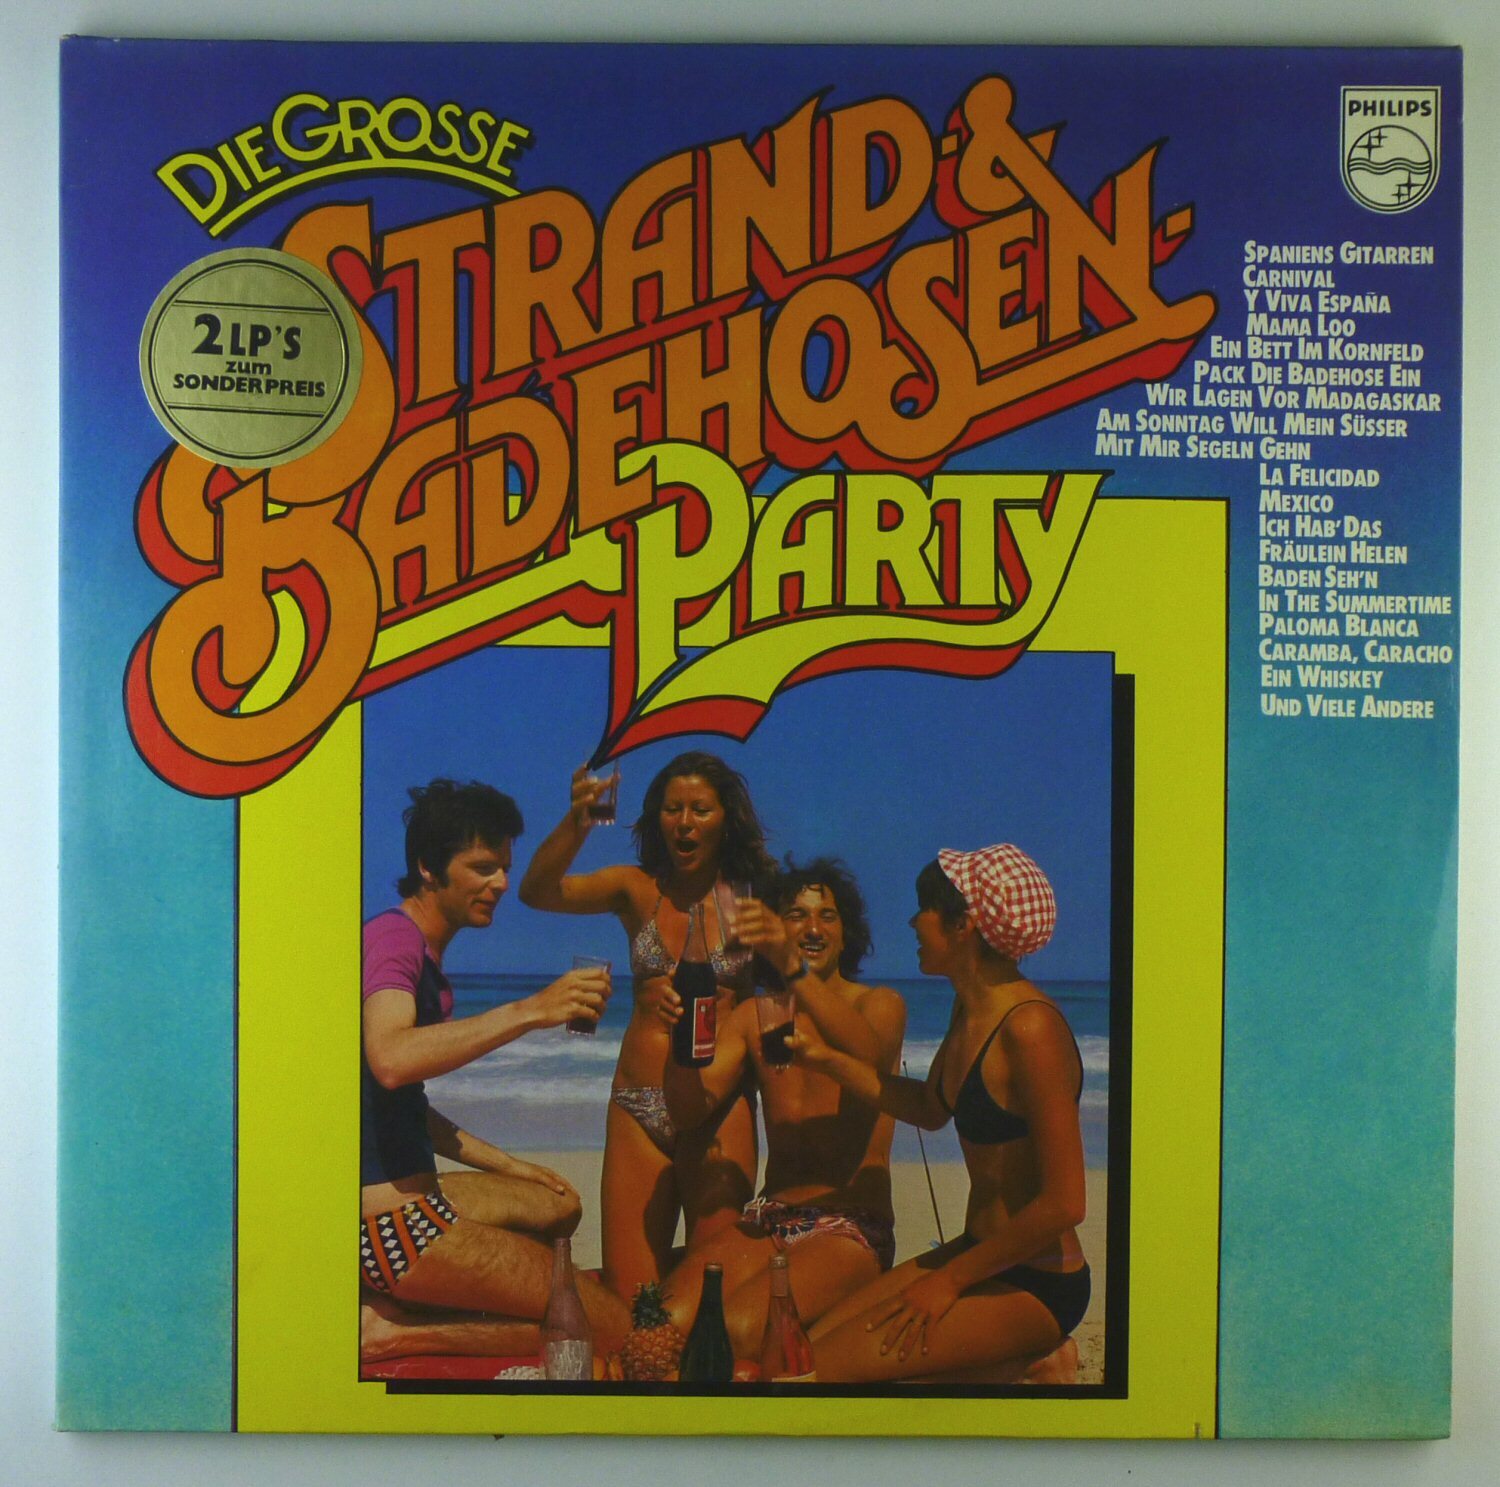 DIE GROSSE
STRAND- &
BADEHOSEN-
PARTY
2 LP'S
zum
SONDERPREIS
PHILIPS
SPANIENS GITARREN
CARNIVAL
Y VIVA ESPAÑA
MAMA LOO
EIN BETT IM KORNFELD
PACK DIE BADEHOSE EIN
WIR LAGEN VOR MADAGASKAR
AM SONNTAG WILL MEIN SÜSSER
MIT MIR SEGELN GEHN
LA FELICIDAD
MEXICO
ICH HAB' DAS
FRÄULEIN HELEN
BADEN SEH'N
IN THE SUMMERTIME
PALOMA BLANCA
CARAMBA, CARACHO
EIN WHISKEY
UND VIELE ANDERE